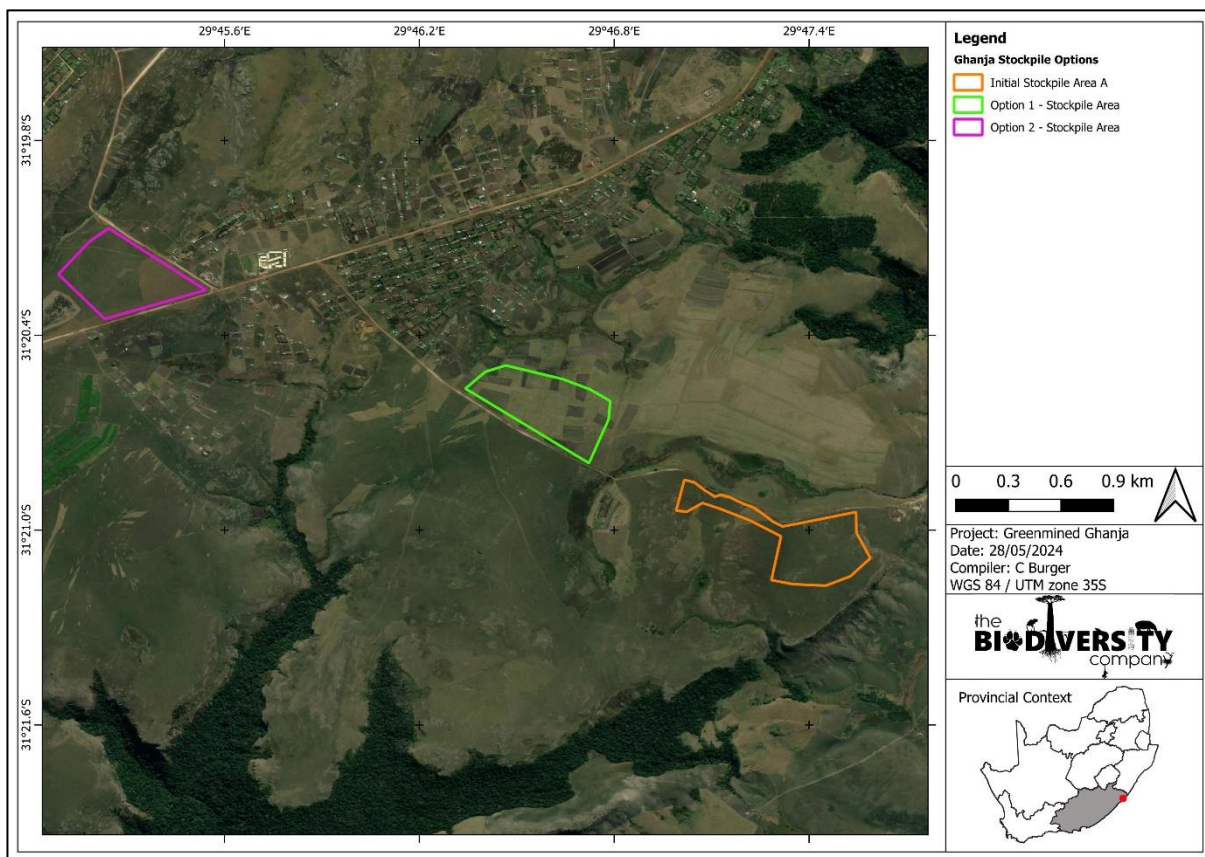 29°45.6'E 29°46.2'E 29°46.8'E 29°47.4'E
31°19.8'S
31°20.4'S
31°21.0'S
31°21.6'S
Legend
Ghanja Stockpile Options
Initial Stockpile Area A
Option 1 - Stockpile Area
Option 2 - Stockpile Area
0 0.3 0.6 0.9 km
Project: Greenmined Ghanja
Date: 28/05/2024
Compiler: C Burger
WGS 84 / UTM zone 35S
the
BIODIVERSITY
company
Provincial Context